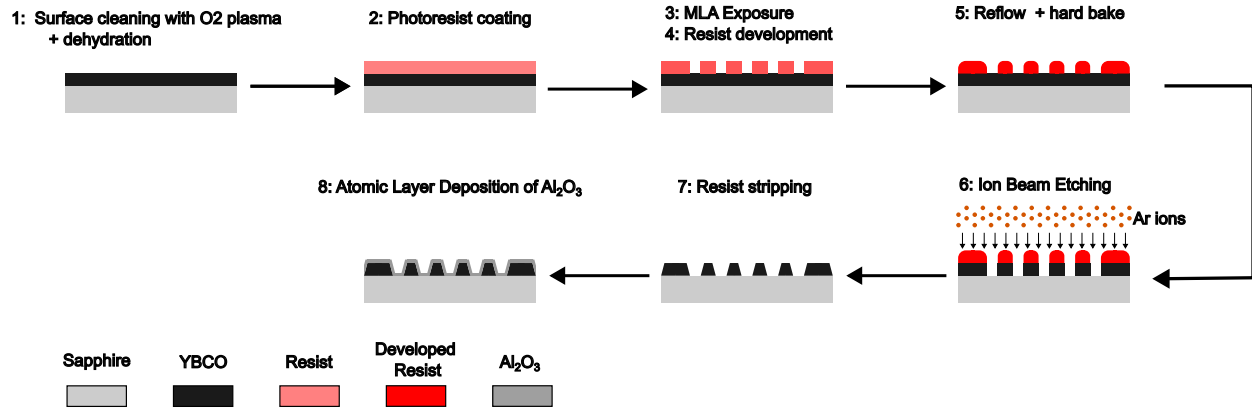 1: Surface cleaning with O2 plasma
+ dehydration
2: Photoresist coating
3: MLA Exposure
4: Resist development
5: Reflow + hard bake
8: Atomic Layer Deposition of Al₂O₃
7: Resist stripping
6: Ion Beam Etching
Ar ions
Sapphire
YBCO
Resist
Developed
Resist
Al₂O₃